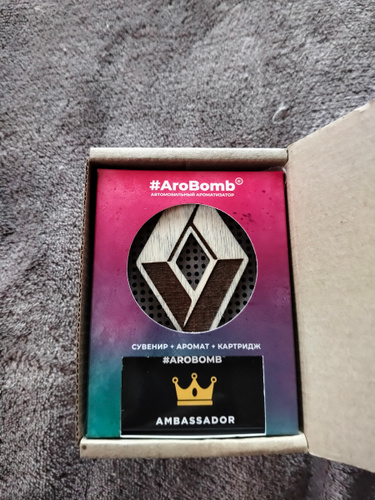 #AroBomb®
АВТОМОБИЛЬНЫЙ АРОМАТИЗАТОР
СУВЕНИР + АРОМАТ + КАРТРИДЖ
#AROBOMB
AMBASSADOR